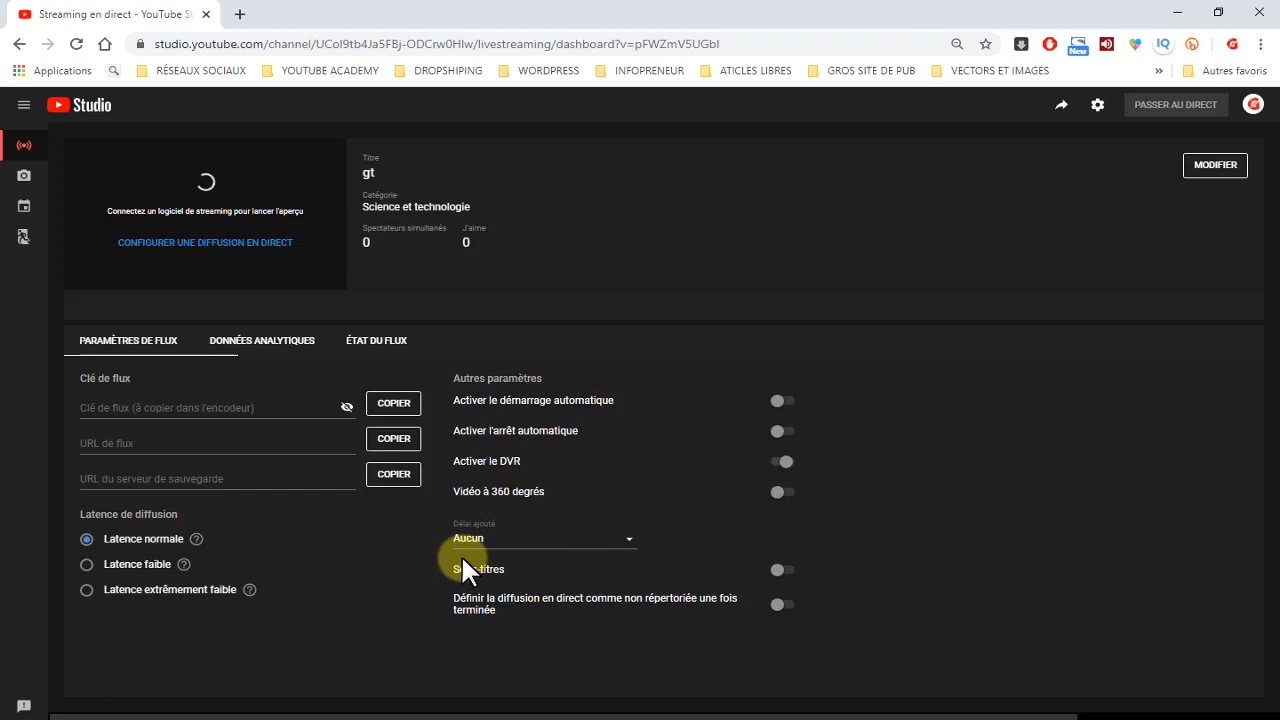 Streaming en direct - YouTube St
studio.youtube.com/channel/UCoI9tb4Ja5FBj-ODCrw0HIw/livestreaming/dashboard?v=pFWZmV5UGbI
New
IQ
Applications
RÉSEAUX SOCIAUX
YOUTUBE ACADEMY
DROPSHIPING
WORDPRESS
INFOPRENEUR
ATICLES LIBRES
GROS SITE DE PUB
VECTORS ET IMAGES
»
Autres favoris
Studio
PASSER AU DIRECT
Connectez un logiciel de streaming pour lancer l'aperçu
CONFIGURER UNE DIFFUSION EN DIRECT
Titre
gt
Catégorie
Science et technologie
Spectateurs simultanés J'aime
0 0
MODIFIER
PARAMÈTRES DE FLUX DONNÉES ANALYTIQUES ÉTAT DU FLUX
Clé de flux
Clé de flux (à copier dans l'encodeur)
COPIER
URL de flux
COPIER
URL du serveur de sauvegarde
COPIER
Latence de diffusion
Latence normale
Latence faible
Latence extrêmement faible
Autres paramètres
Activer le démarrage automatique
Activer l'arrêt automatique
Activer le DVR
Vidéo à 360 degrés
Délai ajouté
Aucun
Sous-titres
Définir la diffusion en direct comme non répertoriée une fois
terminée